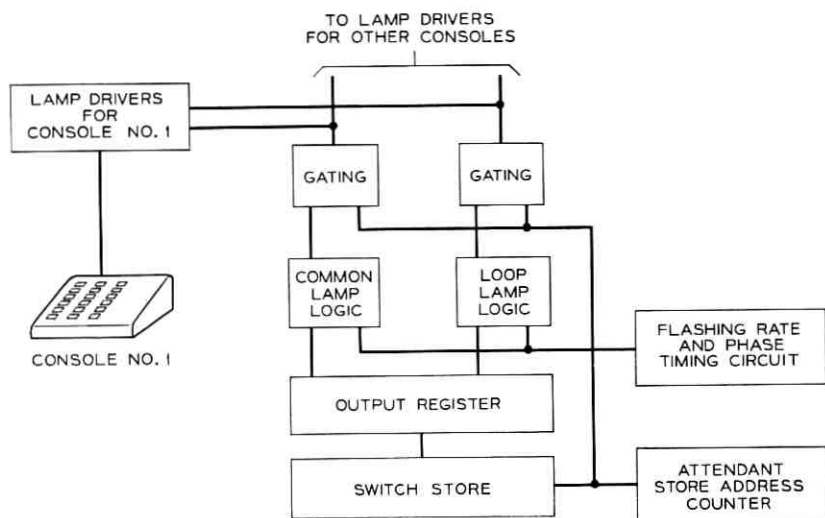 TO LAMP DRIVERS
FOR OTHER CONSOLES
LAMP DRIVERS
FOR
CONSOLE NO. 1
GATING
GATING
COMMON
LAMP
LOGIC
LOOP
LAMP
LOGIC
CONSOLE NO. 1
FLASHING RATE
AND PHASE
TIMING CIRCUIT
OUTPUT REGISTER
SWITCH STORE
ATTENDANT
STORE ADDRESS
COUNTER